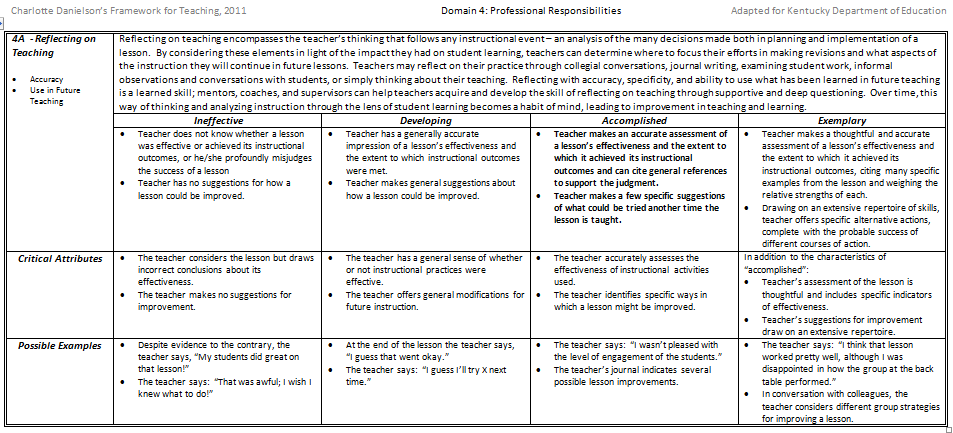 Charlotte Danielson's Framework for Teaching, 2011
Domain 4: Professional Responsibilities
Adapted for Kentucky Department of Education
4A - Reflecting on
Teaching
• Accuracy
• Use in Future
Teaching
Reflecting on teaching encompasses the teacher's thinking that follows any instructional event – an analysis of the many decisions made both in planning and implementation of a
lesson. By considering these elements in light of the impact they had on student learning, teachers can determine where to focus their efforts in making revisions and what aspects of
the instruction they will continue in future lessons. Teachers may reflect on their practice through collegial conversations, journal writing, examining student work, informal
observations and conversations with students, or simply thinking about their teaching. Reflecting with accuracy, specificity, and ability to use what has been learned in future teaching
is a learned skill; mentors, coaches, and supervisors can help teachers acquire and develop the skill of reflecting on teaching through supportive and deep questioning. Over time, this
way of thinking and analyzing instruction through the lens of student learning becomes a habit of mind, leading to improvement in teaching and learning.
Ineffective
Developing
Accomplished
Exemplary
• Teacher does not know whether a lesson
was effective or achieved its instructional
outcomes, or he/she profoundly misjudges
the success of a lesson
• Teacher has no suggestions for how a
lesson could be improved.
• Teacher has a generally accurate
impression of a lesson's effectiveness and
the extent to which instructional outcomes
were met.
• Teacher makes general suggestions about
how a lesson could be improved.
• Teacher makes an accurate assessment of
a lesson's effectiveness and the extent to
which it achieved its instructional
outcomes and can cite general references
to support the judgment.
• Teacher makes a few specific suggestions
of what could be tried another time the
lesson is taught.
• Teacher makes a thoughtful and accurate
assessment of a lesson's effectiveness and
the extent to which it achieved its
instructional outcomes, citing many specific
examples from the lesson and weighing the
relative strengths of each.
• Drawing on an extensive repertoire of skills,
teacher offers specific alternative actions,
complete with the probable success of
different courses of action.
Critical Attributes
• The teacher considers the lesson but draws
incorrect conclusions about its
effectiveness.
• The teacher makes no suggestions for
improvement.
• The teacher has a general sense of whether
or not instructional practices were
effective.
• The teacher offers general modifications for
future instruction.
• The teacher accurately assesses the
effectiveness of instructional activities
used.
• The teacher identifies specific ways in
which a lesson might be improved.
In addition to the characteristics of
"accomplished":
• Teacher's assessment of the lesson is
thoughtful and includes specific indicators
of effectiveness.
• Teacher's suggestions for improvement
draw on an extensive repertoire.
Possible Examples
• Despite evidence to the contrary, the
teacher says, "My students did great on
that lesson!"
• The teacher says: "That was awful; I wish I
knew what to do!"
• At the end of the lesson the teacher says,
"I guess that went okay."
• The teacher says: "I guess I'll try X next
time."
• The teacher says: "I wasn't pleased with
the level of engagement of the students."
• The teacher's journal indicates several
possible lesson improvements.
• The teacher says: "I think that lesson
worked pretty well, although I was
disappointed in how the group at the back
table performed."
• In conversation with colleagues, the
teacher considers different group strategies
for improving a lesson.